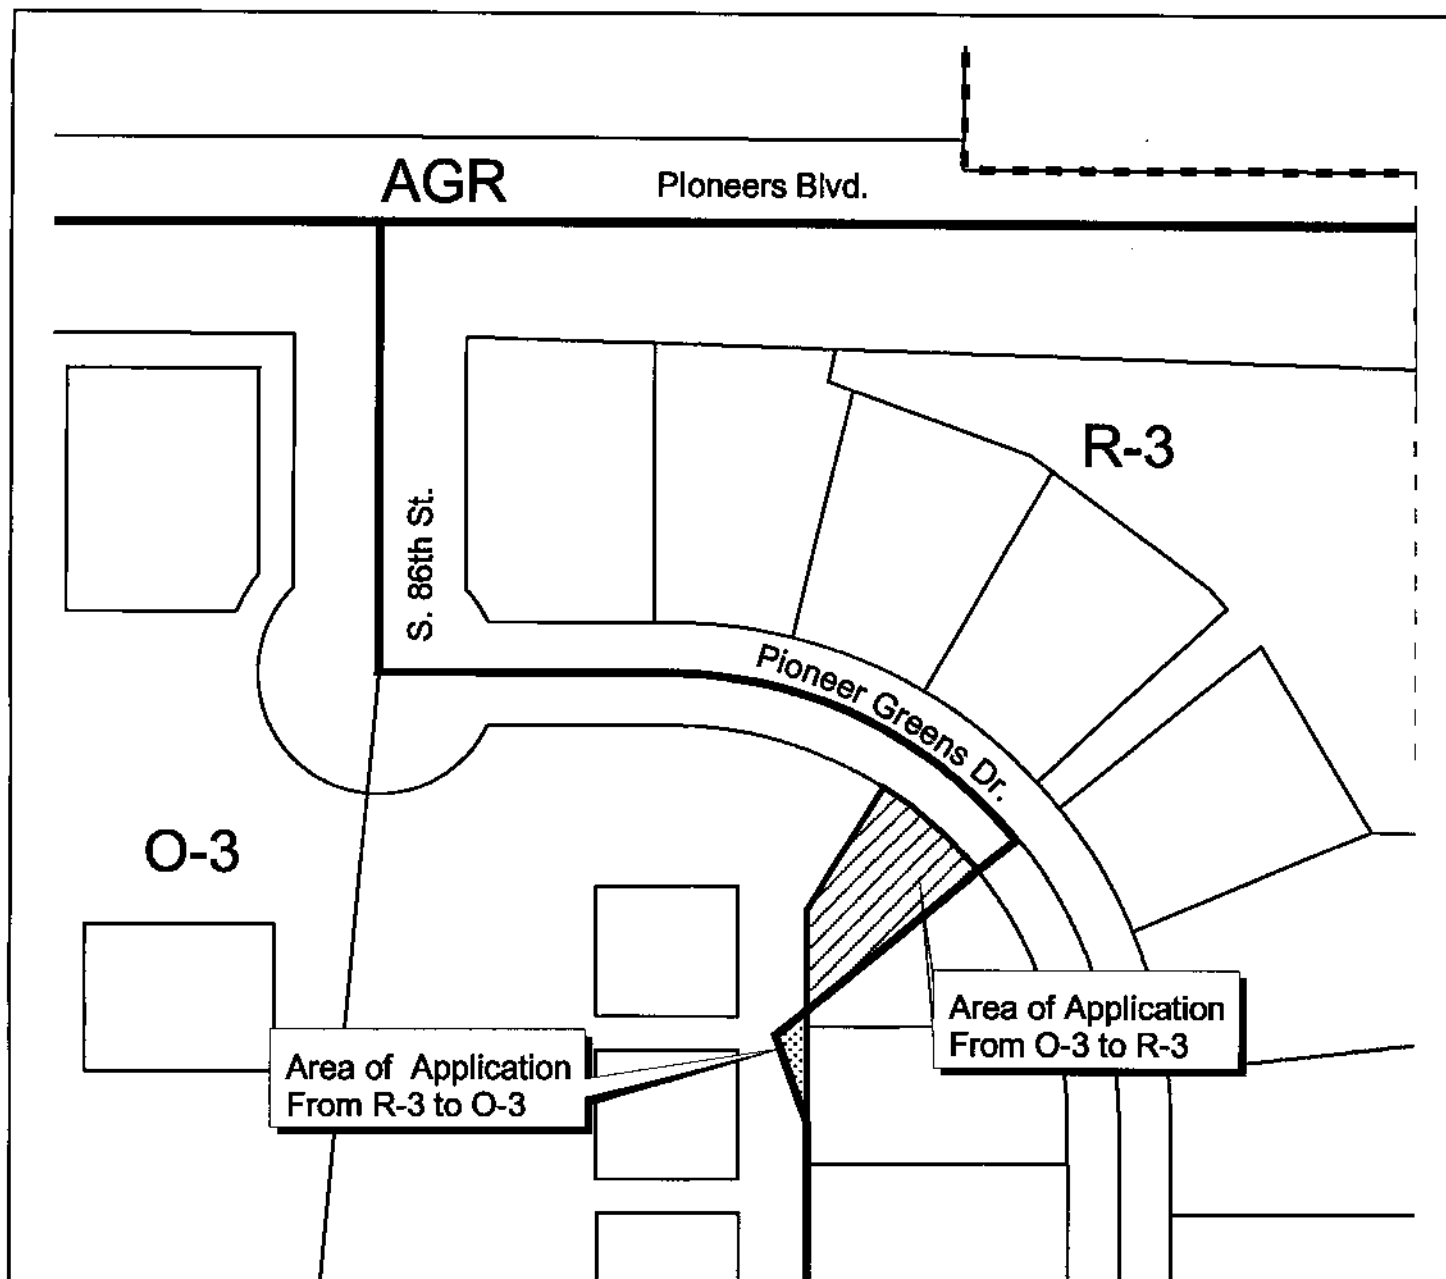 AGR
Pioneers Blvd.
R-3
S. 86th St.
Pioneer Greens Dr.
O-3
Area of Application
From O-3 to R-3
Area of Application
From R-3 to O-3